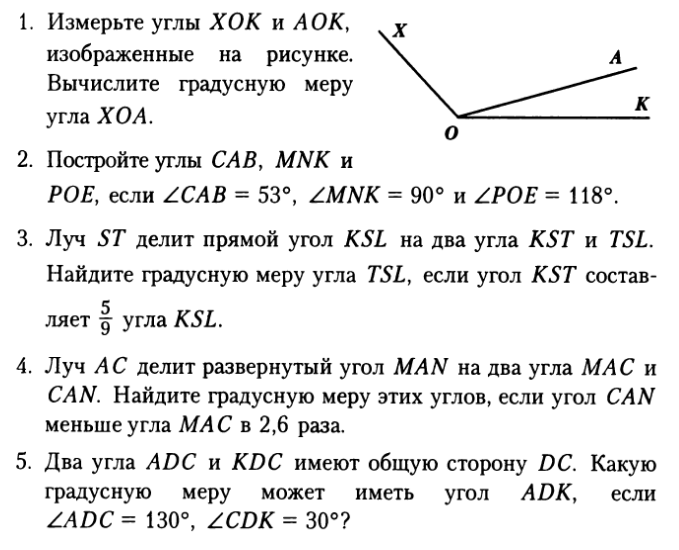 1. Измерьте углы XOK и AOK,
изображенные на рисунке.
Вычислите градусную меру
угла XOA.
X
A
K
O
2. Постройте углы CAB, MNK и
POE, если ∠CAB = 53°, ∠MNK = 90° и ∠POE = 118°.
3. Луч ST делит прямой угол KSL на два угла KST и TSL.
Найдите градусную меру угла TSL, если угол KST состав-
ляет 5/9 угла KSL.
4. Луч AC делит развернутый угол MAN на два угла MAC и
CAN. Найдите градусную меру этих углов, если угол CAN
меньше угла MAC в 2,6 раза.
5. Два угла ADC и KDC имеют общую сторону DC. Какую
градусную меру может иметь угол ADK, если
∠ADC = 130°, ∠CDK = 30°?